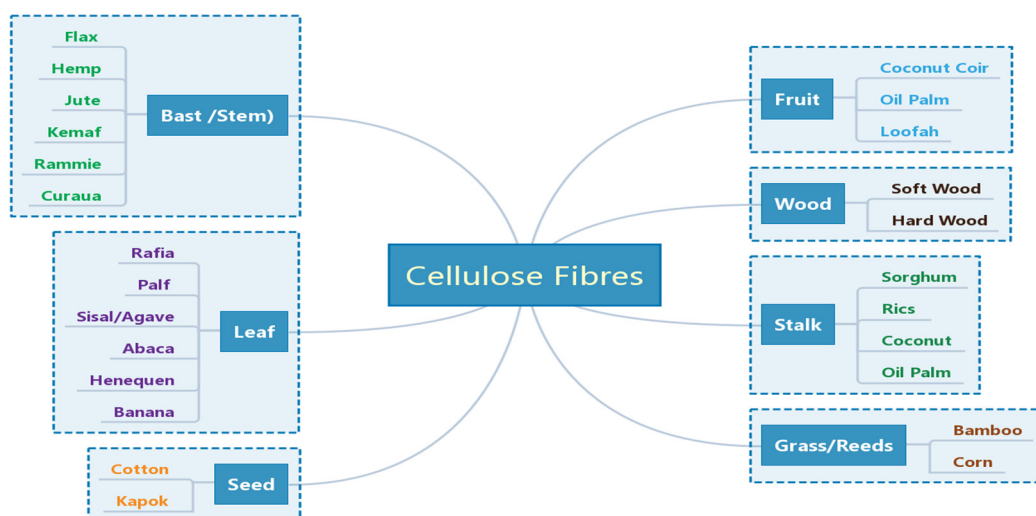 Cellulose Fibres
Bast /Stem)
Flax
Hemp
Jute
Kemaf
Rammie
Curaua
Leaf
Rafia
Palf
Sisal/Agave
Abaca
Henequen
Banana
Seed
Cotton
Kapok
Fruit
Coconut Coir
Oil Palm
Loofah
Wood
Soft Wood
Hard Wood
Stalk
Sorghum
Rics
Coconut
Oil Palm
Grass/Reeds
Bamboo
Corn